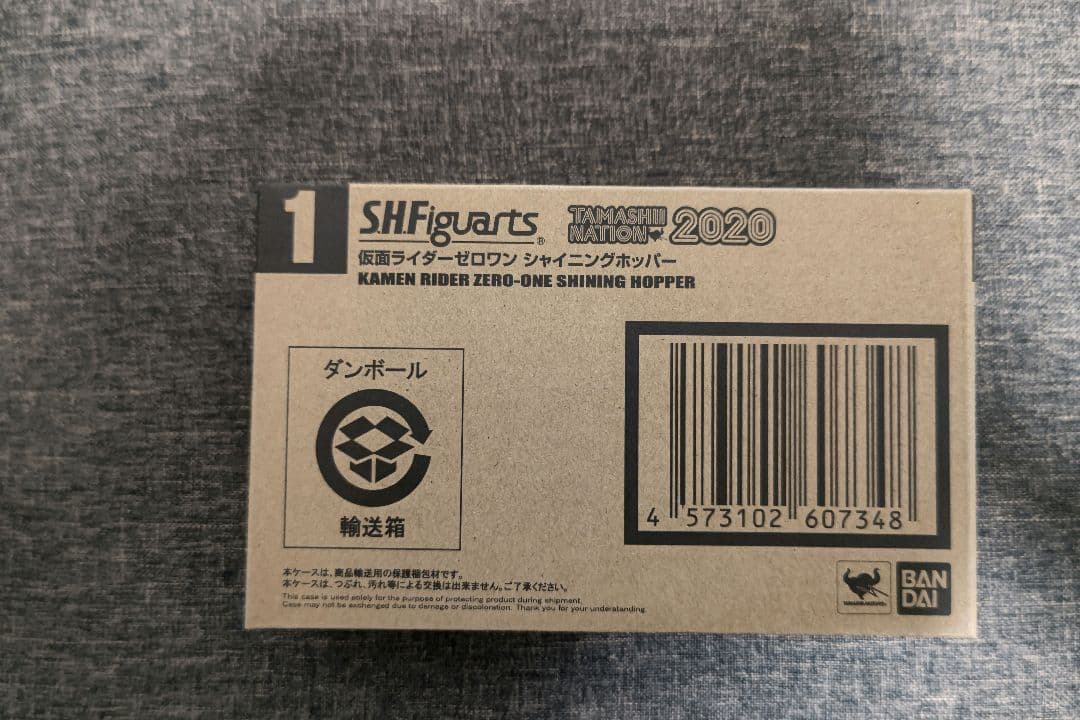 1
S.H.Figuarts®
TAMASHII NATION 2020
仮面ライダーゼロワン シャイニングホッパー
KAMEN RIDER ZERO-ONE SHINING HOPPER
ダンボール
輸送箱
4 573102 607348
本ケースは、商品輸送用の保護梱包材です。
本ケースは、つぶれ、汚れ等による交換は出来ません。ご了承ください。
This case is used solely for the purpose of protecting product during shipment.
Case may not be exchanged due to damage or discoloration. Thank you for your understanding.
TAMASHII NATIONS
BAN
DAI